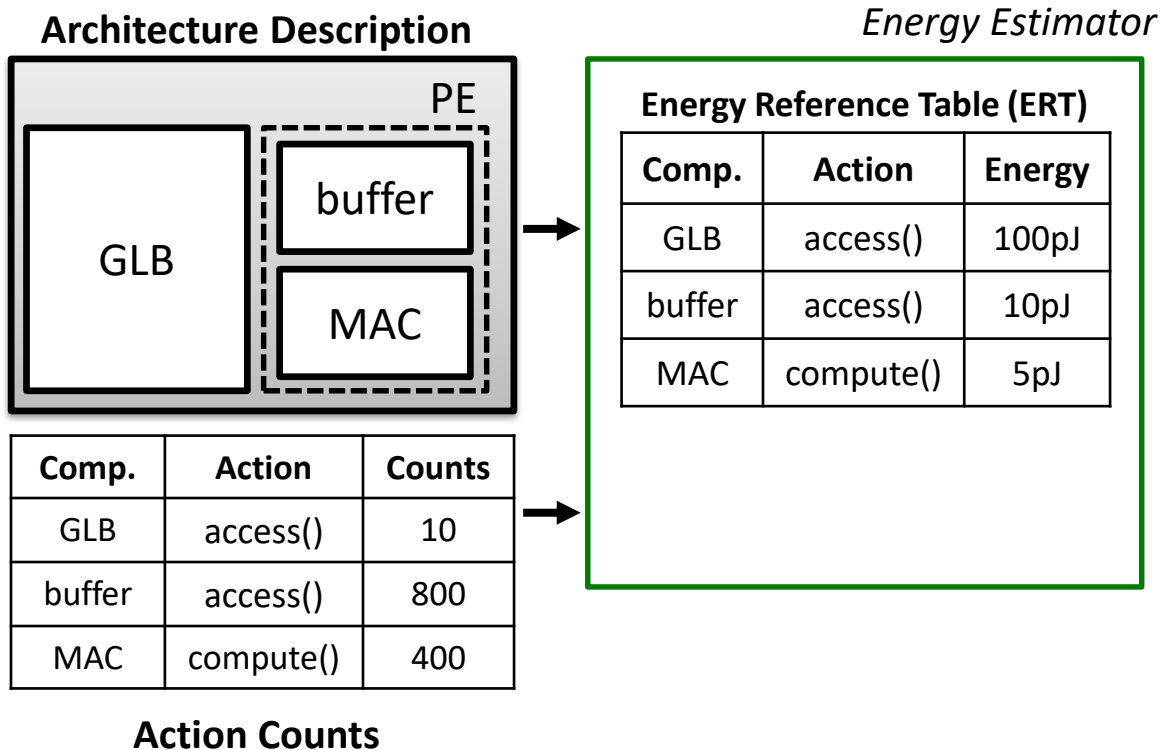 Architecture Description
PE
GLB
buffer
MAC
Comp. Action Counts
GLB access() 10
buffer access() 800
MAC compute() 400
Action Counts
Energy Estimator
Energy Reference Table (ERT)
Comp. Action Energy
GLB access() 100pJ
buffer access() 10pJ
MAC compute() 5pJ